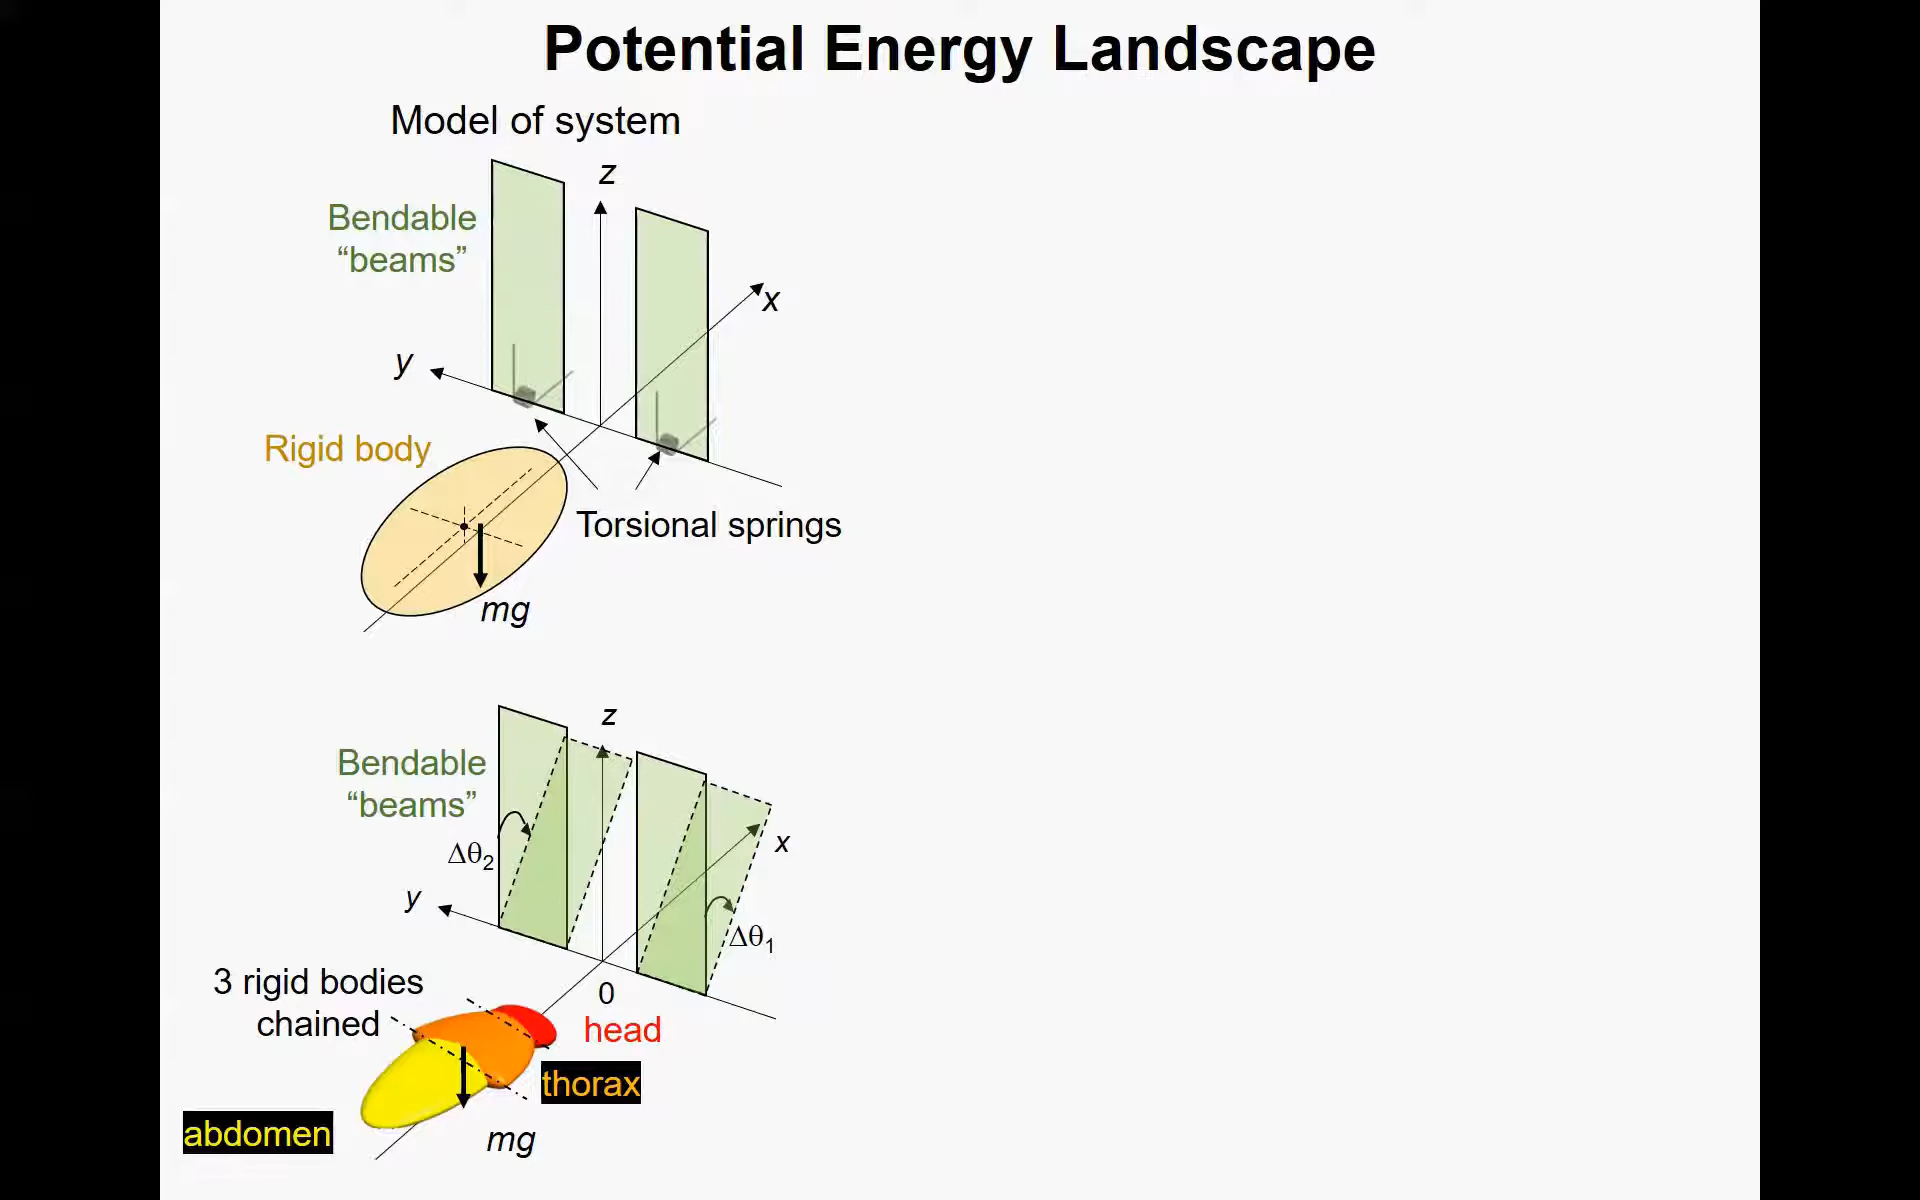 Potential Energy Landscape
Model of system
z
Bendable
“beams”
x
y
Rigid body
Torsional springs
mg
z
Bendable
“beams”
x
Δθ2
y
Δθ1
3 rigid bodies
chained
0
head
thorax
abdomen
mg